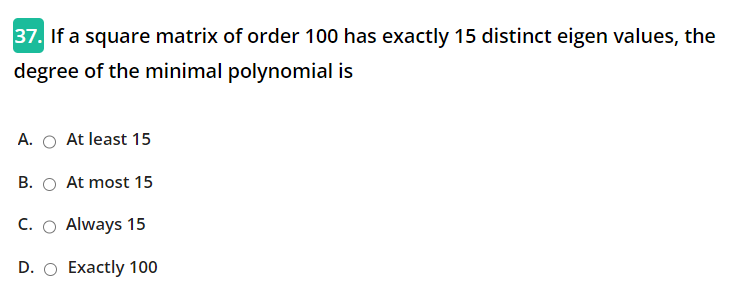 37. If a square matrix of order 100 has exactly 15 distinct eigen values, the
degree of the minimal polynomial is
A. At least 15
B. At most 15
C. Always 15
D. Exactly 100